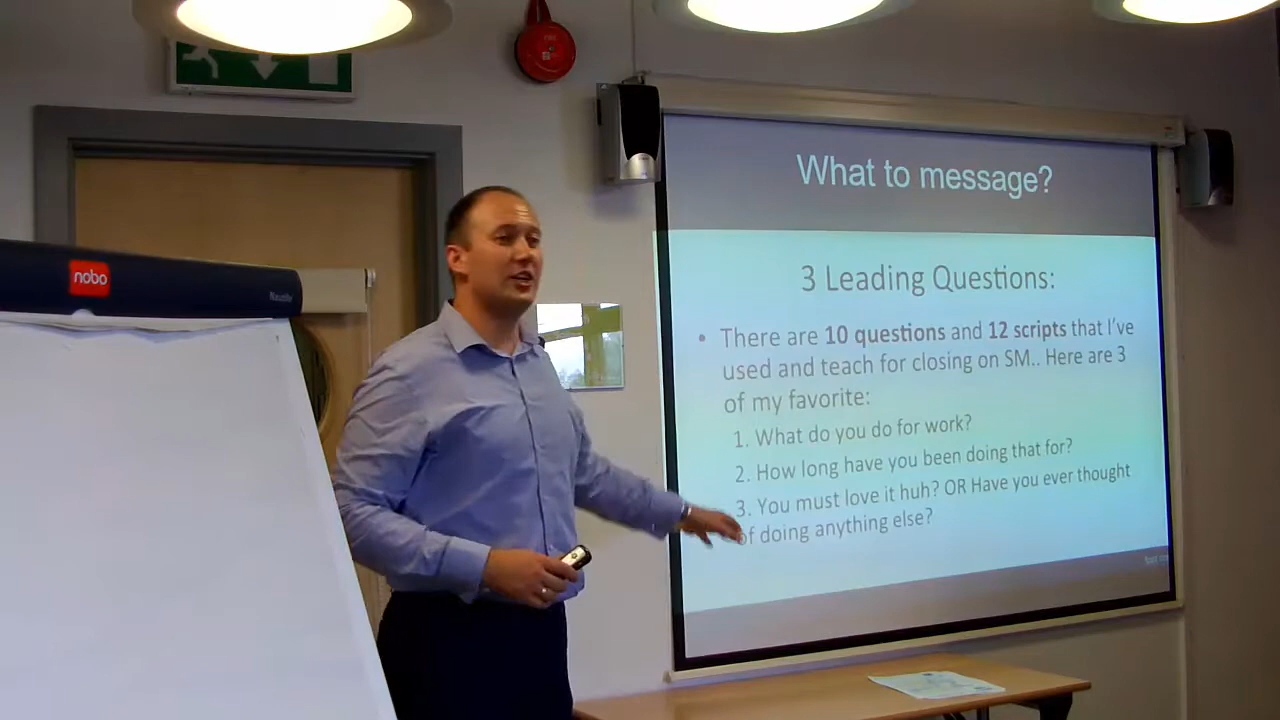 nobo
What to message?
3 Leading Questions:
• There are 10 questions and 12 scripts that I've
used and teach for closing on SM.. Here are 3
of my favorite:
1. What do you do for work?
2. How long have you been doing that for?
3. You must love it huh? OR Have you ever thought
of doing anything else?